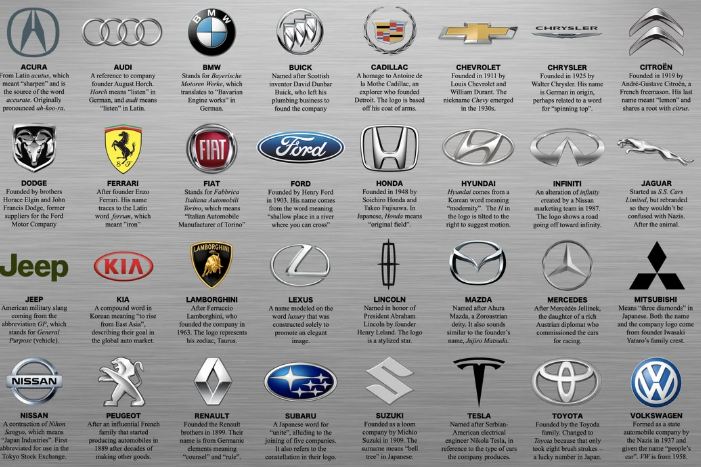 BMW
ACURA
From Latin acutus, which
meant "sharpen" and is
the source of the word
accurate. Originally
pronounced ah-koo-ra.
AUDI
A reference to company
founder August Horch.
Horch means "listen" in
German, and audi means
"listen" in Latin.
BMW
Stands for Bayerische
Motoren Werke, which
translates to "Bavarian
Engine works" in
German.
BUICK
Named after Scottish
inventor David Dunbar
Buick, who left his
plumbing business to
found the company
CADILLAC
A homage to Antoine de
la Mothe Cadillac, an
explorer who founded
Detroit. The logo is based
off his coat of arms.
CHEVROLET
Founded in 1911 by
Louis Chevrolet and
William Durant. The
nickname Chevy emerged
in the 1930s.
CHRYSLER
CHRYSLER
Founded in 1925 by
Walter Chrysler. His name
is German in origin,
perhaps related to a word
for "spinning top".
CITROËN
Founded in 1919 by
André-Gustave Citroën, a
French freemason. His last
name meant "lemon" and
shares a root with citrus.
DODGE
Founded by brothers
Horace Elgin and John
Francis Dodge, former
suppliers for the Ford
Motor Company
FERRARI
After founder Enzo
Ferrari. His name
traces to the Latin
word ferrum, which
meant "iron"
FIAT
FIAT
Stands for Fabbrica
Italiana Automobili
Torino, which means
"Italian Automobile
Manufacturer of Torino"
Ford
FORD
Founded by Henry Ford
in 1903. His name comes
from the word meaning
"shallow place in a river
where you can cross"
HONDA
Founded in 1948 by
Soichiro Honda and
Takeo Fujisawa. In
Japanese, Honda means
"original field".
HYUNDAI
Hyundai comes from a
Korean word meaning
"modernity". The H in
the logo is tilted to the
right to suggest motion.
INFINITI
An alteration of infinity
created by a Nissan
marketing team in 1987.
The logo shows a road
going off toward infinity.
JAGUAR
Started as S.S. Cars
Limited, but rebranded
so they wouldn't be
confused with Nazis.
After the animal.
Jeep
JEEP
American military slang
coming from the
abbreviation GP, which
stands for General
Purpose (vehicle).
KIA
KIA
A compound word in
Korean meaning "to rise
from East Asia",
describing their goal in
the global auto market.
LAMBORGHINI
LAMBORGHINI
After Ferruccio
Lamborghini, who
founded the company in
1963. The logo represents
his zodiac, Taurus.
LEXUS
A name modeled on the
word luxury that was
constructed solely to
promote an elegant
image.
LINCOLN
Named in honor of
President Abraham
Lincoln by founder
Henry Leland. The logo
is a stylized star.
MAZDA
Named after Ahura
Mazda, a Zoroastrian
deity. It also sounds
similar to the founder's
name, Jujiro Matsuda.
MERCEDES
After Mercédès Jelinek,
the daughter of a rich
Austrian diplomat who
commissioned the cars
for racing.
MITSUBISHI
Means "three diamonds" in
Japanese. Both the name
and the company logo come
from founder Iwasaki
Yataro's family crest.
NISSAN
NISSAN
A contraction of Nihon
Sangyo, which means
"Japan Industries". First
abbreviated for use in the
Tokyo Stock Exchange.
PEUGEOT
After an influential French
family that started
producing automobiles in
1889 after decades of
making other goods.
RENAULT
Founded the Renault
brothers in 1899. Their
name is from Germanic
elements meaning
"counsel" and "rule".
SUBARU
A Japanese word for
"unite", alluding to the
joining of five companies.
It also refers to the
constellation in their logo.
SUZUKI
Founded as a loom
company by Michio
Suzuki in 1909. The
surname means "bell
tree" in Japanese.
TESLA
Named after Serbian-
American electrical
engineer Nikola Tesla, in
reference to the type of cars
the company produces.
TOYOTA
Founded by the Toyoda
family. Changed to
Toyota because that only
took eight brush strokes –
a lucky number in Japan.
VOLKSWAGEN
Formed as a state
automobile company by
the Nazis in 1937 and
given the name "people's
car". VW is from 1958.